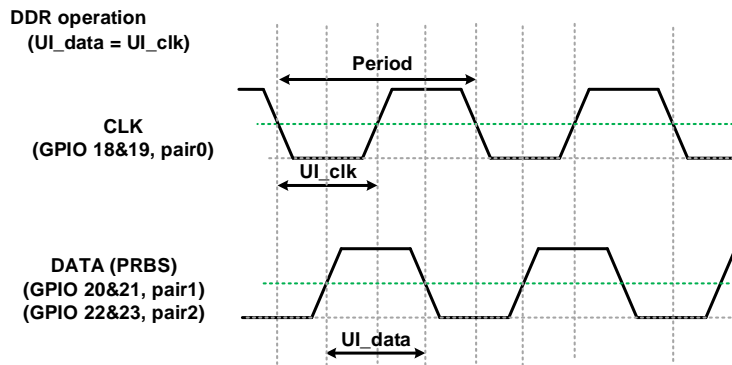 DDR operation
(UI_data = UI_clk)
Period
CLK
(GPIO 18&19, pair0)
UI_clk
DATA (PRBS)
(GPIO 20&21, pair1)
(GPIO 22&23, pair2)
UI_data